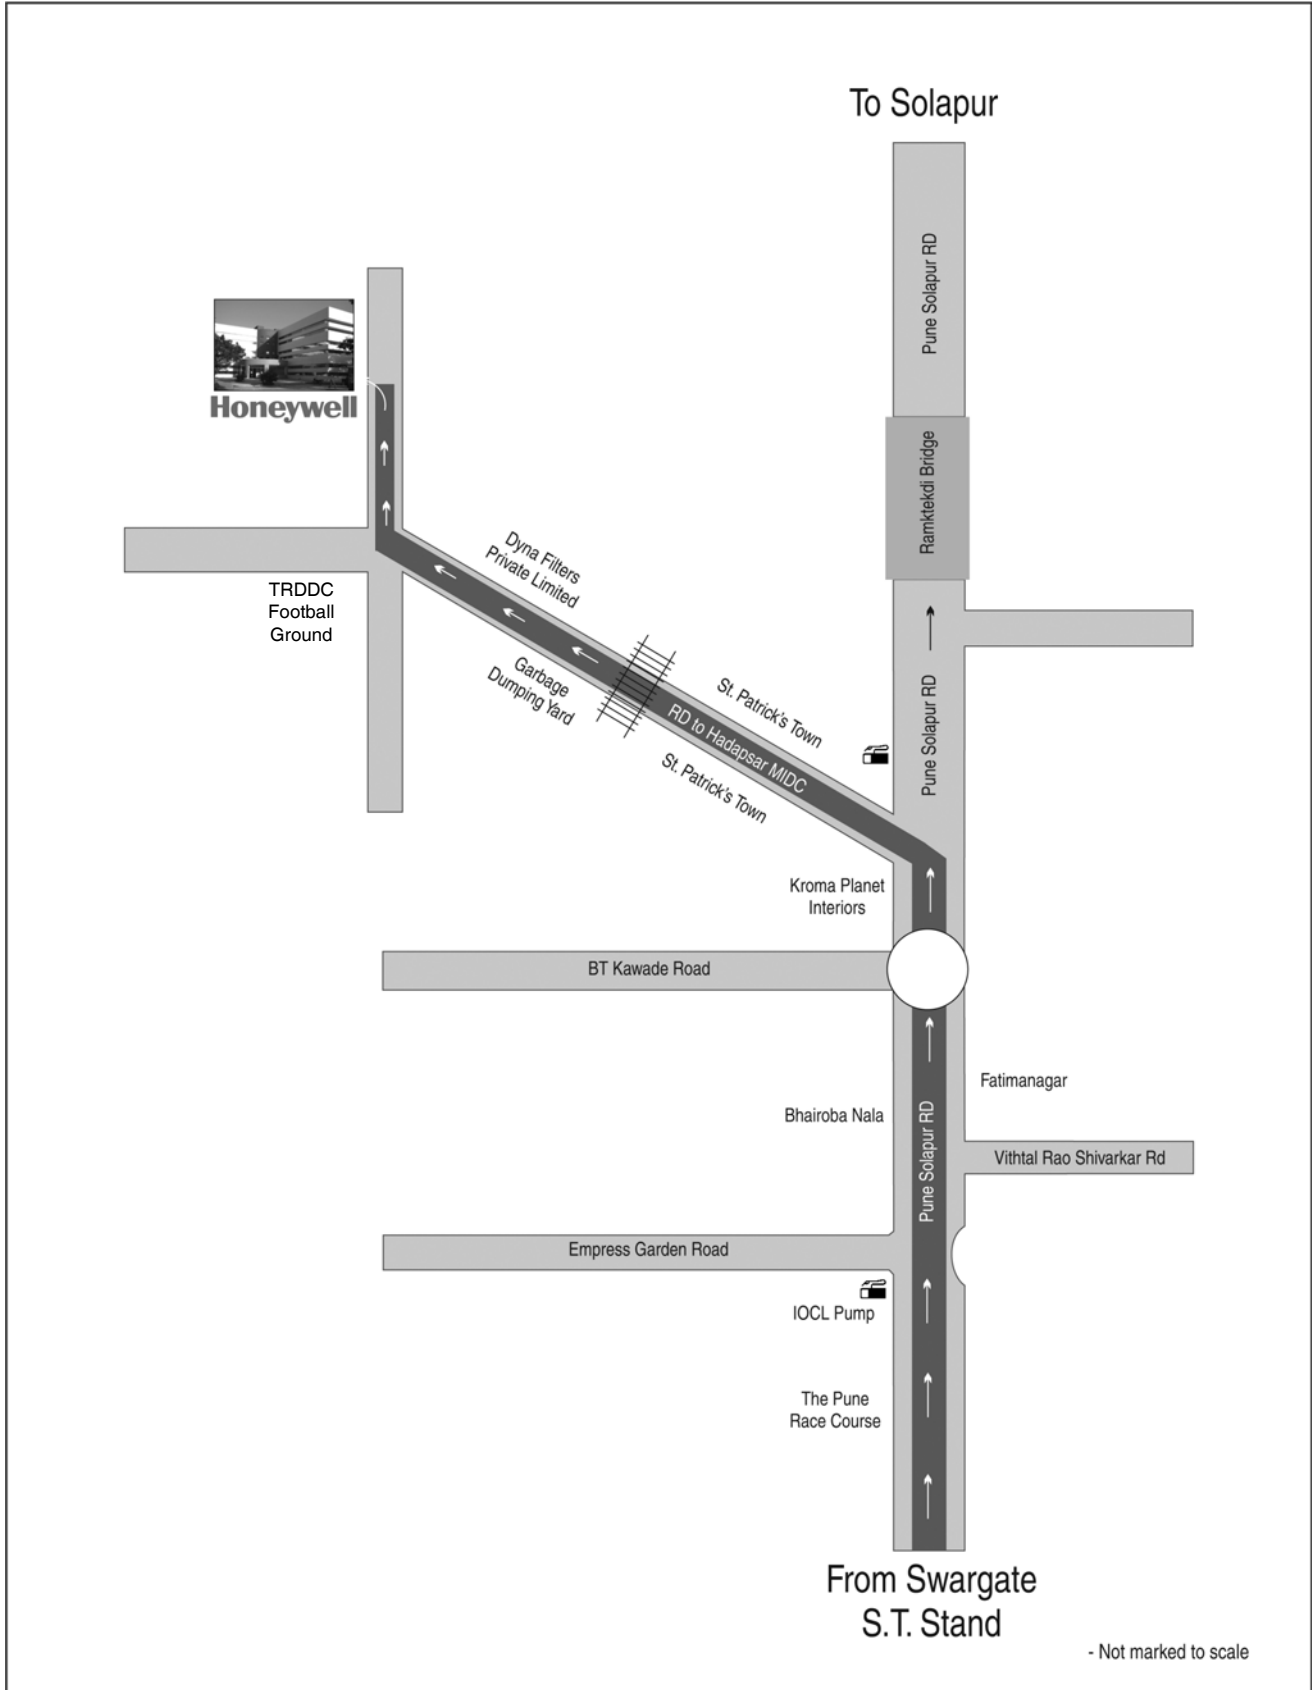 To Solapur
Pune Solapur RD
Honeywell
Ramktekdi Bridge
Dyna Filters
Private Limited
TRDDC
Football
Ground
Garbage
Dumping Yard
St. Patrick's Town
RD to Hadapsar MIDC
St. Patrick's Town
Pune Solapur RD
Kroma Planet
Interiors
BT Kawade Road
Fatimanagar
Bhairoba Nala
Pune Solapur RD
Vithtal Rao Shivarkar Rd
Empress Garden Road
IOCL Pump
The Pune
Race Course
From Swargate
S.T. Stand
- Not marked to scale